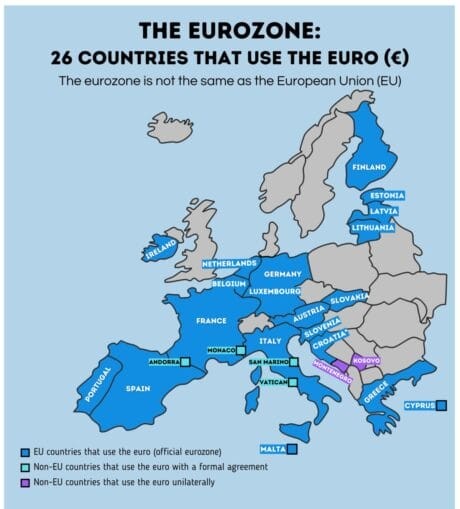 THE EUROZONE:
26 COUNTRIES THAT USE THE EURO (€)
The eurozone is not the same as the European Union (EU)
FINLAND
ESTONIA
LATVIA
LITHUANIA
IRELAND
NETHERLANDS
BELGIUM
GERMANY
LUXEMBOURG
SLOVAKIA
AUSTRIA
FRANCE
SLOVENIA
CROATIA*
ITALY
MONACO
ANDORRA
SAN MARINO
KOSOVO
MONTENEGRO
VATICAN
PORTUGAL
SPAIN
GREECE
CYPRUS
MALTA
EU countries that use the euro (official eurozone)
Non-EU countries that use the euro with a formal agreement
Non-EU countries that use the euro unilaterally